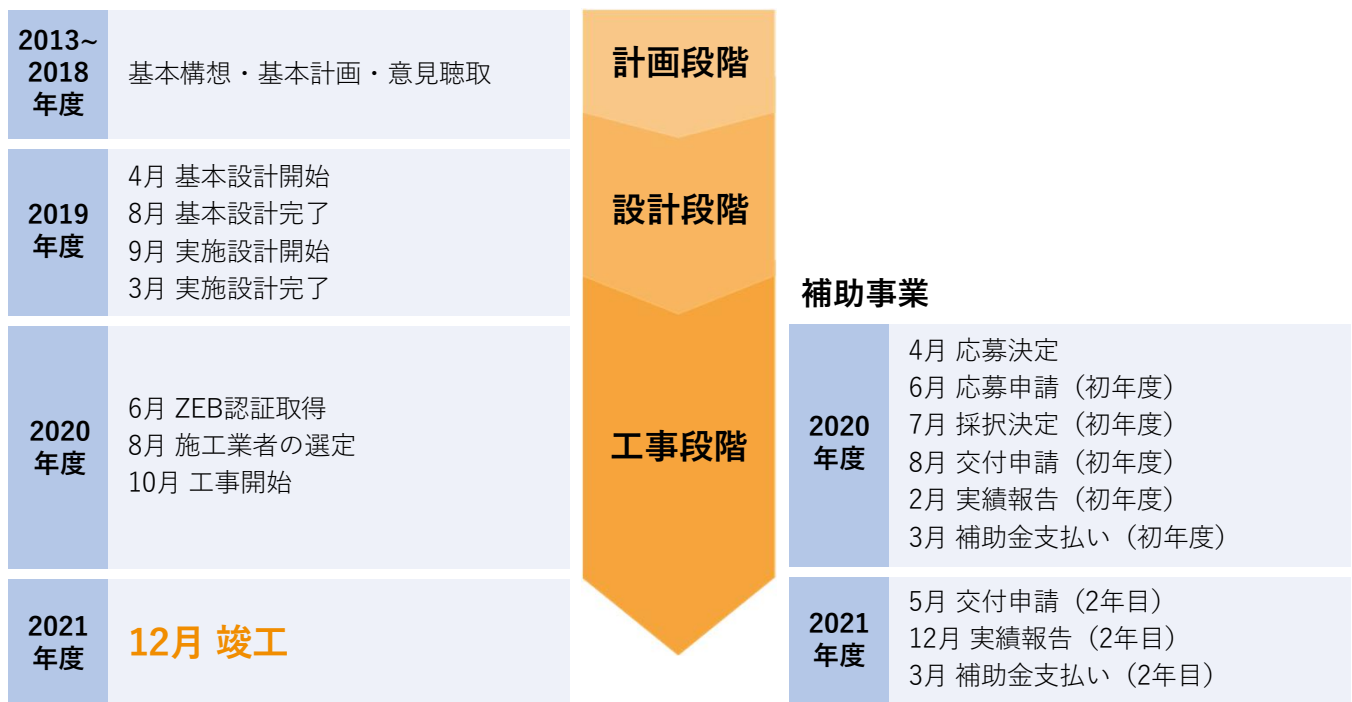 2013~
2018
年度
基本構想・基本計画・意見聴取
2019
年度
4月 基本設計開始
8月 基本設計完了
9月 実施設計開始
3月 実施設計完了
2020
年度
6月 ZEB認証取得
8月 施工業者の選定
10月 工事開始
2021
年度
12月 竣工
計画段階
設計段階
工事段階
補助事業
2020
年度
4月 応募決定
6月 応募申請（初年度）
7月 採択決定（初年度）
8月 交付申請（初年度）
2月 実績報告（初年度）
3月 補助金支払い（初年度）
2021
年度
5月 交付申請（2年目）
12月 実績報告（2年目）
3月 補助金支払い（2年目）